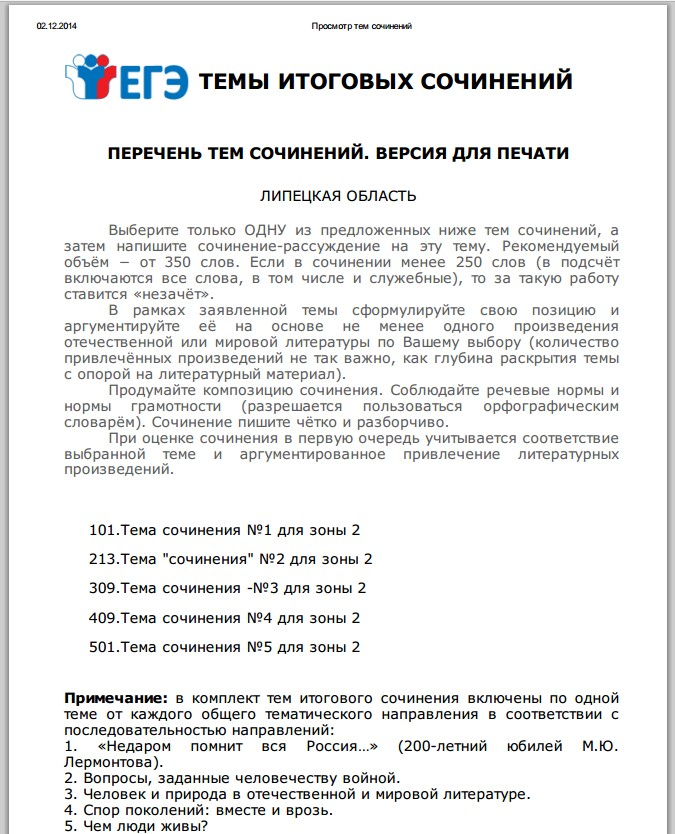 02.12.2014 Просмотр тем сочинений
ЕГЭ ТЕМЫ ИТОГОВЫХ СОЧИНЕНИЙ
ПЕРЕЧЕНЬ ТЕМ СОЧИНЕНИЙ. ВЕРСИЯ ДЛЯ ПЕЧАТИ
ЛИПЕЦКАЯ ОБЛАСТЬ
Выберите только ОДНУ из предложенных ниже тем сочинений, а
затем напишите сочинение-рассуждение на эту тему. Рекомендуемый
объём – от 350 слов. Если в сочинении менее 250 слов (в подсчёт
включаются все слова, в том числе и служебные), то за такую работу
ставится «незачёт».
В рамках заявленной темы сформулируйте свою позицию и
аргументируйте её на основе не менее одного произведения
отечественной или мировой литературы по Вашему выбору (количество
привлечённых произведений не так важно, как глубина раскрытия темы
с опорой на литературный материал).
Продумайте композицию сочинения. Соблюдайте речевые нормы и
нормы грамотности (разрешается пользоваться орфографическим
словарём). Сочинение пишите чётко и разборчиво.
При оценке сочинения в первую очередь учитывается соответствие
выбранной теме и аргументированное привлечение литературных
произведений.
101.Тема сочинения №1 для зоны 2
213.Тема "сочинения" №2 для зоны 2
309.Тема сочинения -№3 для зоны 2
409.Тема сочинения №4 для зоны 2
501.Тема сочинения №5 для зоны 2
Примечание: в комплект тем итогового сочинения включены по одной
теме от каждого общего тематического направления в соответствии с
последовательностью направлений:
1. «Недаром помнит вся Россия…» (200-летний юбилей М.Ю.
Лермонтова).
2. Вопросы, заданные человечеству войной.
3. Человек и природа в отечественной и мировой литературе.
4. Спор поколений: вместе и врозь.
5. Чем люди живы?